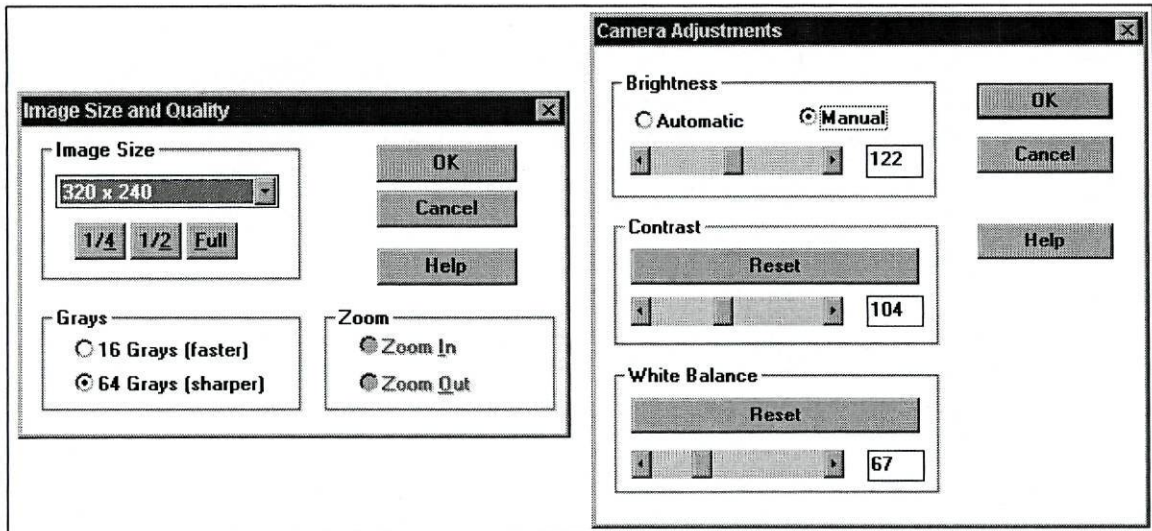 Image Size and Quality
Image Size
320 x 240
1/4 1/2 Full
OK
Cancel
Help
Grays
16 Grays (faster)
64 Grays (sharper)
Zoom
Zoom In
Zoom Out
Camera Adjustments
Brightness
Automatic Manual
122
OK
Cancel
Help
Contrast
Reset
104
White Balance
Reset
67